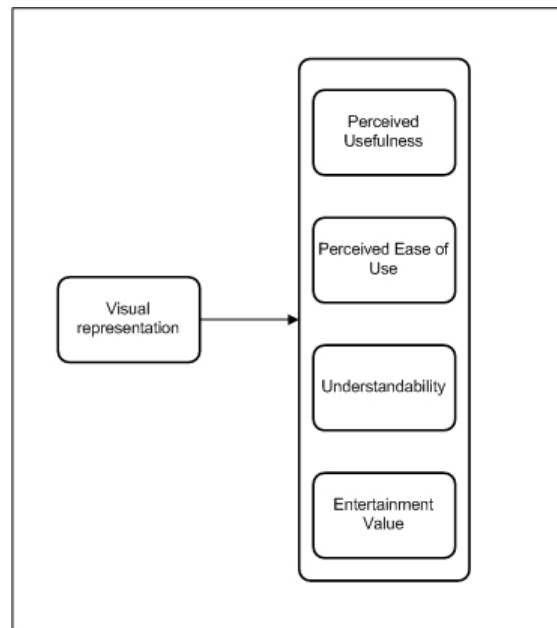 Perceived
Usefulness
Perceived Ease of
Use
Visual
representation
Understandability
Entertainment
Value